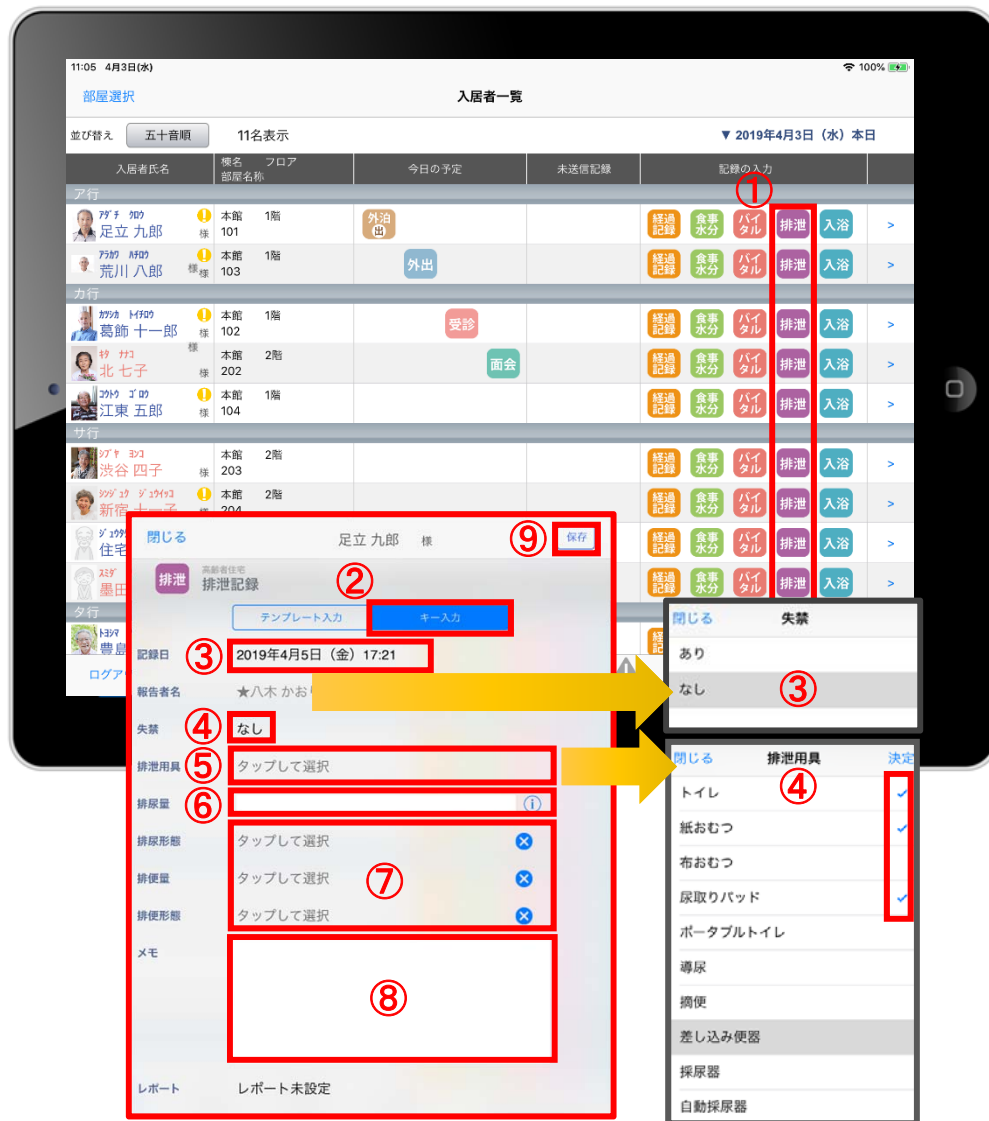 11:05 4月3日(水)
100%
部屋選択
入居者一覧
並び替え 五十音順 11名表示
▼ 2019年4月3日（水）本日
入居者氏名 棟名 フロア 部屋名称 今日の予定 未送信記録 記録の入力
①
ア行
アダチ クロウ
足立 九郎 様 本館 1階 101 外泊 出 経過記録 食事水分 バイタル 排泄 入浴 >
アラカワ ハチロウ
荒川 八郎 様 様 本館 1階 103 外出 経過記録 食事水分 バイタル 排泄 入浴 >
カ行
カツシカ トイチロウ
葛飾 十一郎 様 本館 1階 102 受診 経過記録 食事水分 バイタル 排泄 入浴 >
キタ ナナコ
北 七子 様 様 本館 2階 202 面会 経過記録 食事水分 バイタル 排泄 入浴 >
コウトウ ゴロウ
江東 五郎 様 本館 1階 104 経過記録 食事水分 バイタル 排泄 入浴 >
サ行
シブヤ ヨンコ
渋谷 四子 様 本館 2階 203 経過記録 食事水分 バイタル 排泄 入浴 >
シンジュク ジュウイチコ
新宿 十一子 様 本館 2階 204 経過記録 食事水分 バイタル 排泄 入浴 >
住宅 経過記録 食事水分 バイタル 排泄 入浴 >
スミダ
墨田 経過記録 食事水分 バイタル 排泄 入浴 >
タ行
トヨシマ
豊島
ログア
閉じる 足立 九郎 様 ⑨ 保存
排泄 高齢者住宅
排泄記録
②
テンプレート入力 キー入力
記録日 ③ 2019年4月5日（金）17:21
報告者名 ★八木 かお
失禁 ④ なし
排泄用具 ⑤ タップして選択
排尿量 ⑥
排尿形態 タップして選択
排便量 タップして選択 ⑦
排便形態 タップして選択
メモ
⑧
レポート レポート未設定
閉じる 失禁
あり
なし ③
閉じる 排泄用具 決定
④
トイレ
紙おむつ
布おむつ
尿取りパッド
ポータブルトイレ
導尿
摘便
差し込み便器
採尿器
自動採尿器